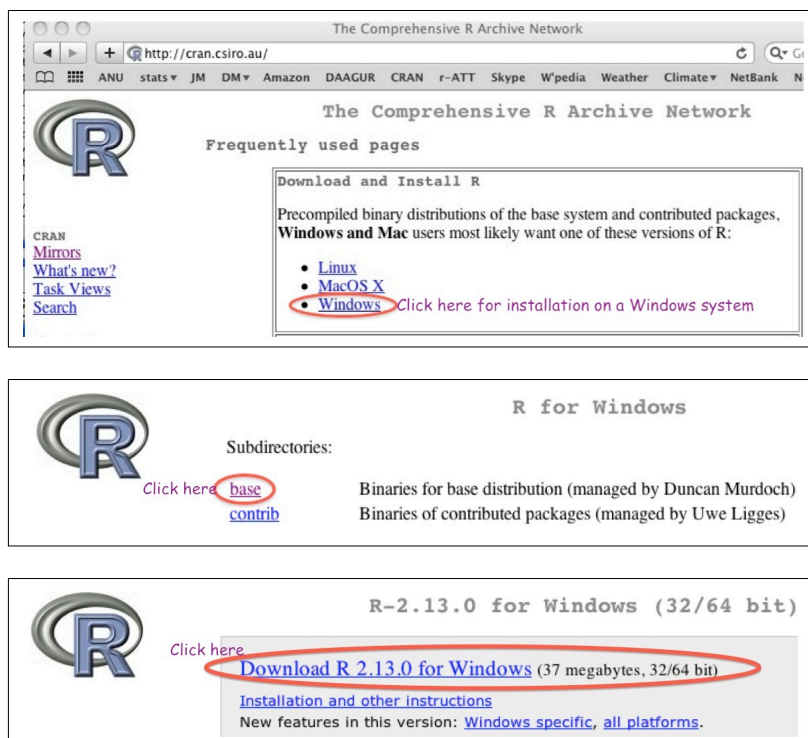 The Comprehensive R Archive Network
http://cran.csiro.au/
ANU stats JM DM Amazon DAAGUR CRAN r-ATT Skype W'pedia Weather Climate NetBank
The Comprehensive R Archive Network
Frequently used pages
Download and Install R
Precompiled binary distributions of the base system and contributed packages,
Windows and Mac users most likely want one of these versions of R:
CRAN
Mirrors
What's new?
Task Views
Search
Linux
MacOS X
Windows Click here for installation on a Windows system
R
R for Windows
Subdirectories:
Click here base Binaries for base distribution (managed by Duncan Murdoch)
contrib Binaries of contributed packages (managed by Uwe Ligges)
R
R-2.13.0 for Windows (32/64 bit)
Click here
Download R 2.13.0 for Windows (37 megabytes, 32/64 bit)
Installation and other instructions
New features in this version: Windows specific, all platforms.
R